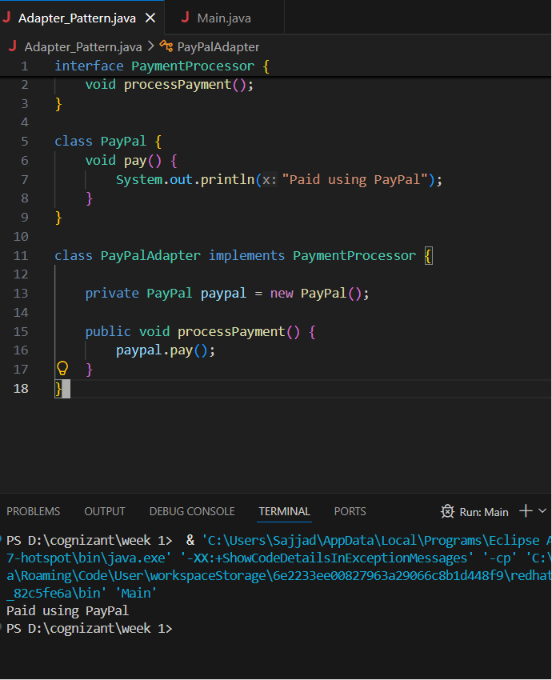 Adapter_Pattern.java
Main.java
Adapter_Pattern.java > PayPalAdapter
1 interface PaymentProcessor {
2 void processPayment();
3 }
4
5 class PayPal {
6 void pay() {
7 System.out.println(x: "Paid using PayPal");
8 }
9 }
10
11 class PayPalAdapter implements PaymentProcessor {
12
13 private PayPal paypal = new PayPal();
14
15 public void processPayment() {
16 paypal.pay();
17 }
18 }
PROBLEMS OUTPUT DEBUG CONSOLE TERMINAL PORTS Run: Main
PS D:\cognizant\week 1> & 'C:\Users\Sajjad\AppData\Local\Programs\Eclipse A
7-hotspot\bin\java.exe' '-XX:+ShowCodeDetailsInExceptionMessages' '-cp' 'C:\
a\Roaming\Code\User\workspaceStorage\6e2233ee00827963a29066c8b1d448f9\redhat
_82c5fe6a\bin' 'Main'
Paid using PayPal
PS D:\cognizant\week 1>